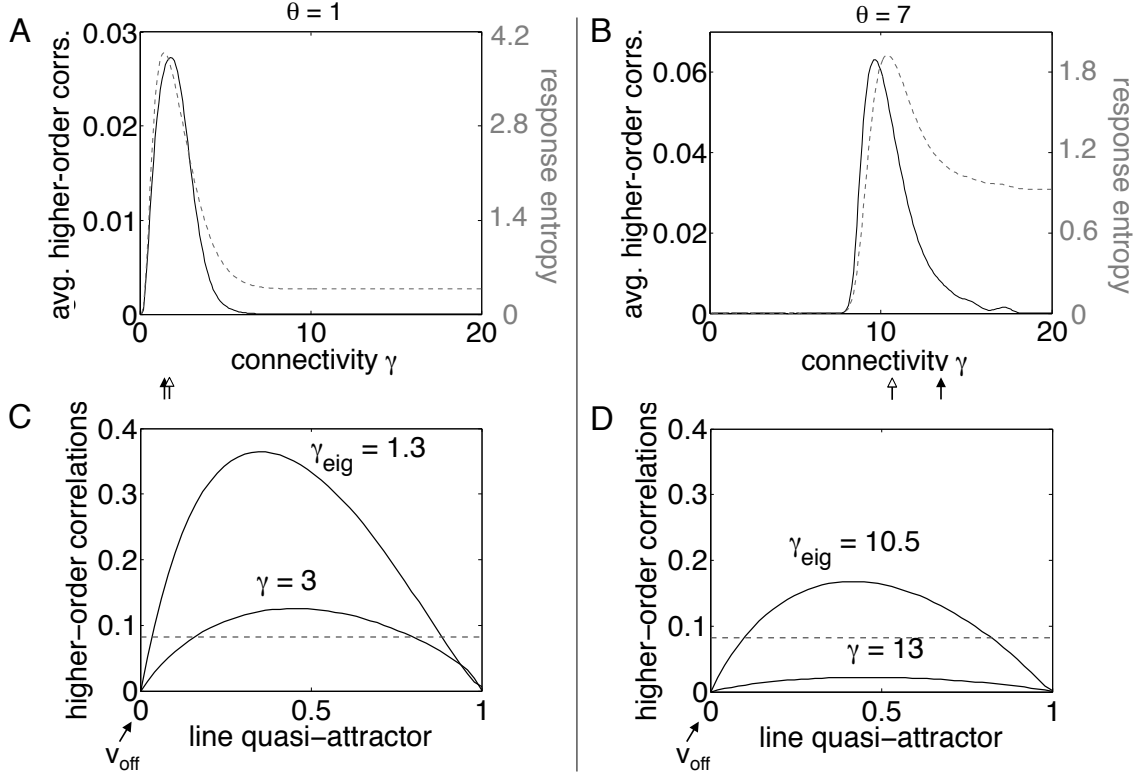 A
θ = 1
avg. higher-order corrs.
0.03
0.02
0.01
0
4.2
2.8
1.4
0
response entropy
0
10
20
connectivity γ
B
θ = 7
avg. higher-order corrs.
0.06
0.04
0.02
0
1.8
1.2
0.6
0
response entropy
0
10
20
connectivity γ
C
higher-order correlations
0.4
0.3
0.2
0.1
0
γeig = 1.3
γ = 3
0
0.5
1
line quasi-attractor
voff
D
higher-order correlations
0.4
0.3
0.2
0.1
0
γeig = 10.5
γ = 13
0
0.5
1
line quasi-attractor
voff